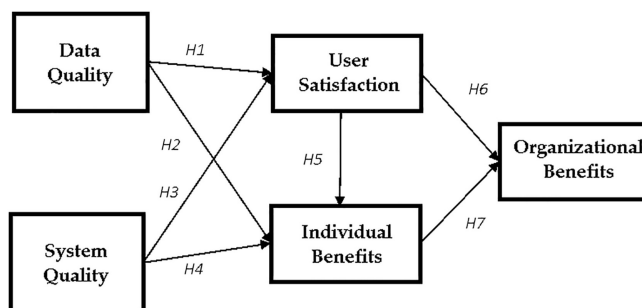 Data
Quality
H1
User
Satisfaction
H6
H2
H3
H5
Organizational
Benefits
System
Quality
H4
Individual
Benefits
H7